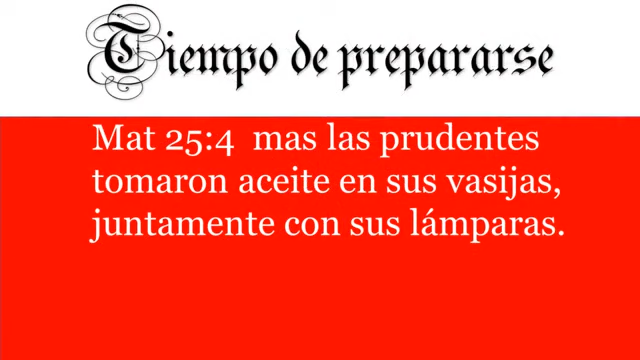 Tiempo de prepararse
Mat 25:4  mas las prudentes
tomaron aceite en sus vasijas,
juntamente con sus lámparas.